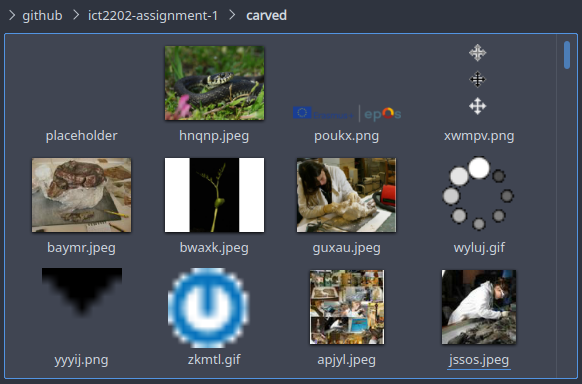 github ict2202-assignment-1 carved
epos
placeholder hnqnp.jpeg poukx.png xwmpv.png
baymr.jpeg bwaxk.jpeg guxau.jpeg wyluj.gif
yyyij.png zkmtl.gif apjyl.jpeg jssos.jpeg